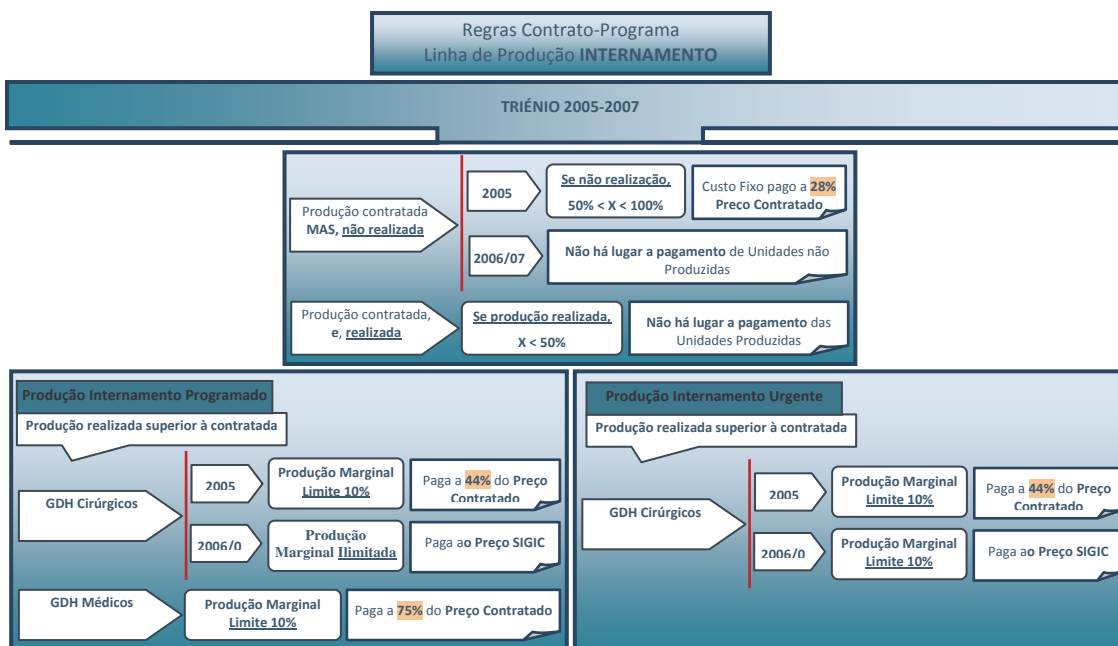 Regras Contrato-Programa
Linha de Produção INTERNAMENTO
TRIÉNIO 2005-2007
Produção contratada
MAS, não realizada
2005
Se não realização,
50% < X < 100%
Custo Fixo pago a 28%
Preço Contratado
2006/07
Não há lugar a pagamento de Unidades não
Produzidas
Produção contratada,
e, realizada
Se produção realizada,
X < 50%
Não há lugar a pagamento das
Unidades Produzidas
Produção Internamento Programado
Produção realizada superior à contratada
GDH Cirúrgicos
2005
Produção Marginal
Limite 10%
Paga a 44% do Preço
Contratado
2006/0
Produção
Marginal Ilimitada
Paga ao Preço SIGIC
GDH Médicos
Produção Marginal
Limite 10%
Paga a 75% do Preço Contratado
Produção Internamento Urgente
Produção realizada superior à contratada
GDH Cirúrgicos
2005
Produção Marginal
Limite 10%
Paga a 44% do Preço
Contratado
2006/0
Produção Marginal
Limite 10%
Paga ao Preço SIGIC